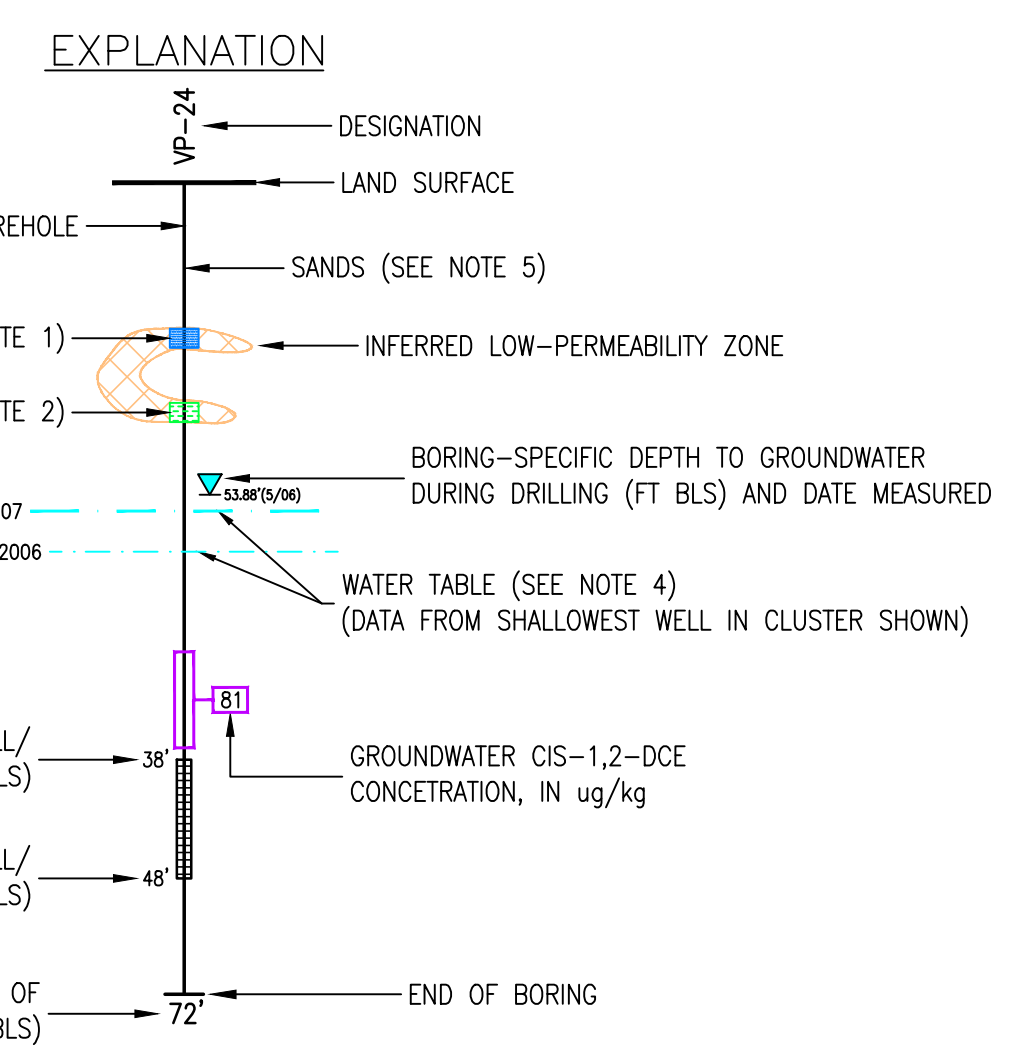 EXPLANATION
VP-24
DESIGNATION
LAND SURFACE
REHOLE
SANDS (SEE NOTE 5)
TE 1)
INFERRED LOW-PERMEABILITY ZONE
TE 2)
BORING-SPECIFIC DEPTH TO GROUNDWATER
DURING DRILLING (FT BLS) AND DATE MEASURED
53.88'(5/06)
07
2006
WATER TABLE (SEE NOTE 4)
(DATA FROM SHALLOWEST WELL IN CLUSTER SHOWN)
81
LL/
LS)
38'
GROUNDWATER CIS-1,2-DCE
CONCETRATION, IN ug/kg
LL/
LS)
48'
OF
BLS)
72'
END OF BORING